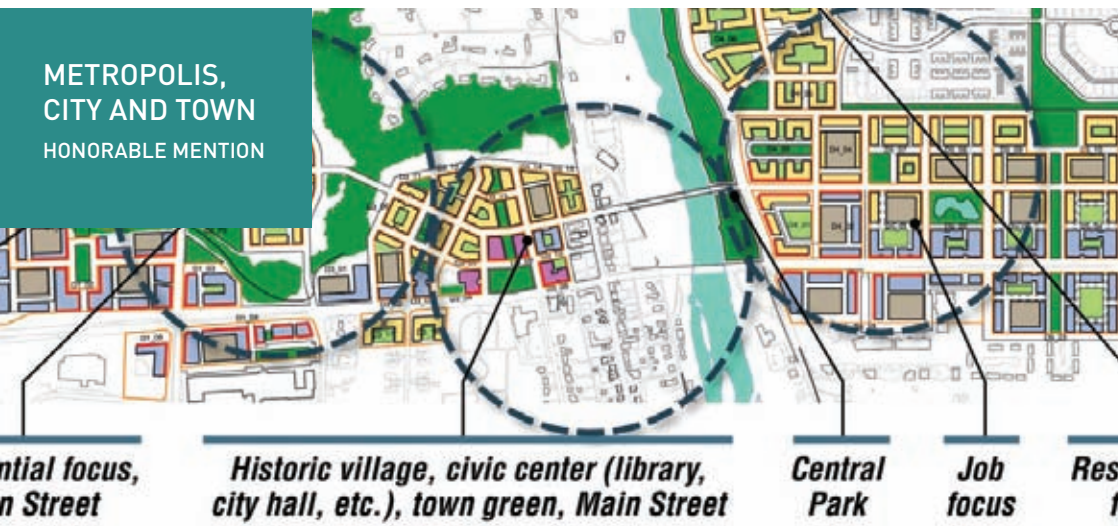 METROPOLIS,
CITY AND TOWN
HONORABLE MENTION
ntial focus,
n Street
Historic village, civic center (library,
city hall, etc.), town green, Main Street
Central
Park
Job
focus
Res